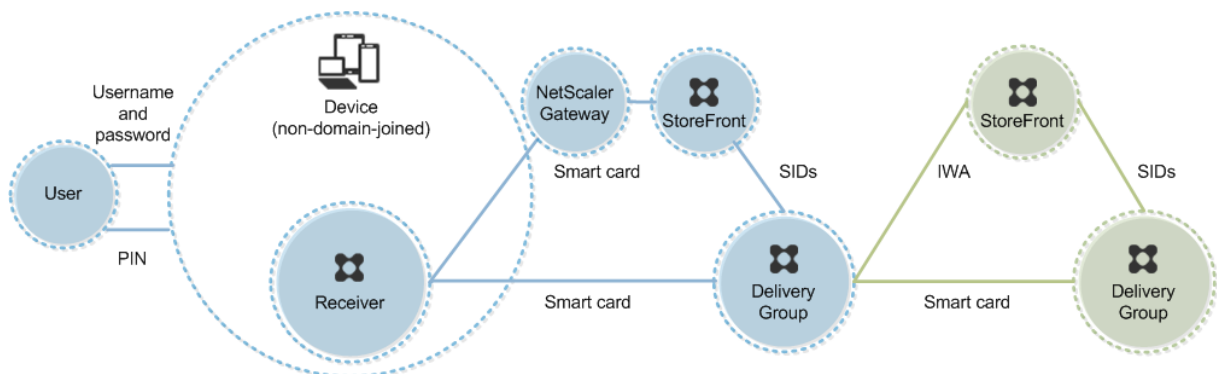 Username
and
password
User
PIN
Device
(non-domain-joined)
Receiver
NetScaler
Gateway
StoreFront
Smart card
SIDs
Smart card
Delivery
Group
StoreFront
IWA
SIDs
Smart card
Delivery
Group